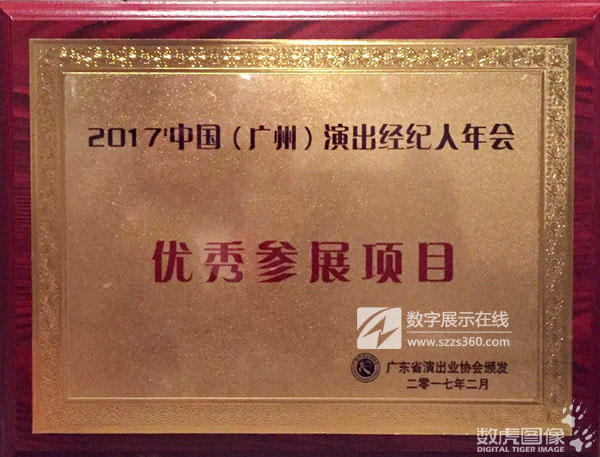 2017'中国（广州）演出经纪人年会
优秀参展项目
数字展示在线
www.szzs360.com
广东省演出业协会颁发
二零一七年二月
数虎图像
DIGITAL TIGER IMAGE